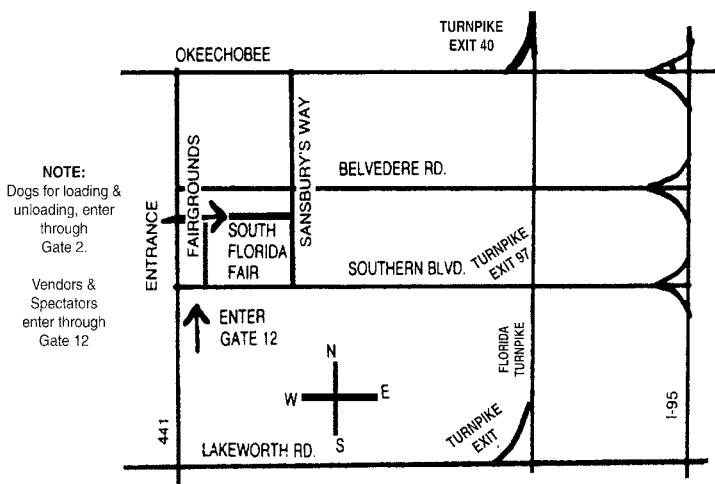 TURNPIKE
EXIT 40
OKEECHOBEE
NOTE:
Dogs for loading &
unloading, enter
through
Gate 2.
Vendors &
Spectators
enter through
Gate 12
ENTRANCE
FAIRGROUNDS
SANSBURY'S WAY
BELVEDERE RD.
SOUTH
FLORIDA
FAIR
SOUTHERN BLVD.
TURNPIKE
EXIT 97
ENTER
GATE 12
FLORIDA
TURNPIKE
N
W
E
S
441
LAKEWORTH RD.
TURNPIKE
EXIT
I-95